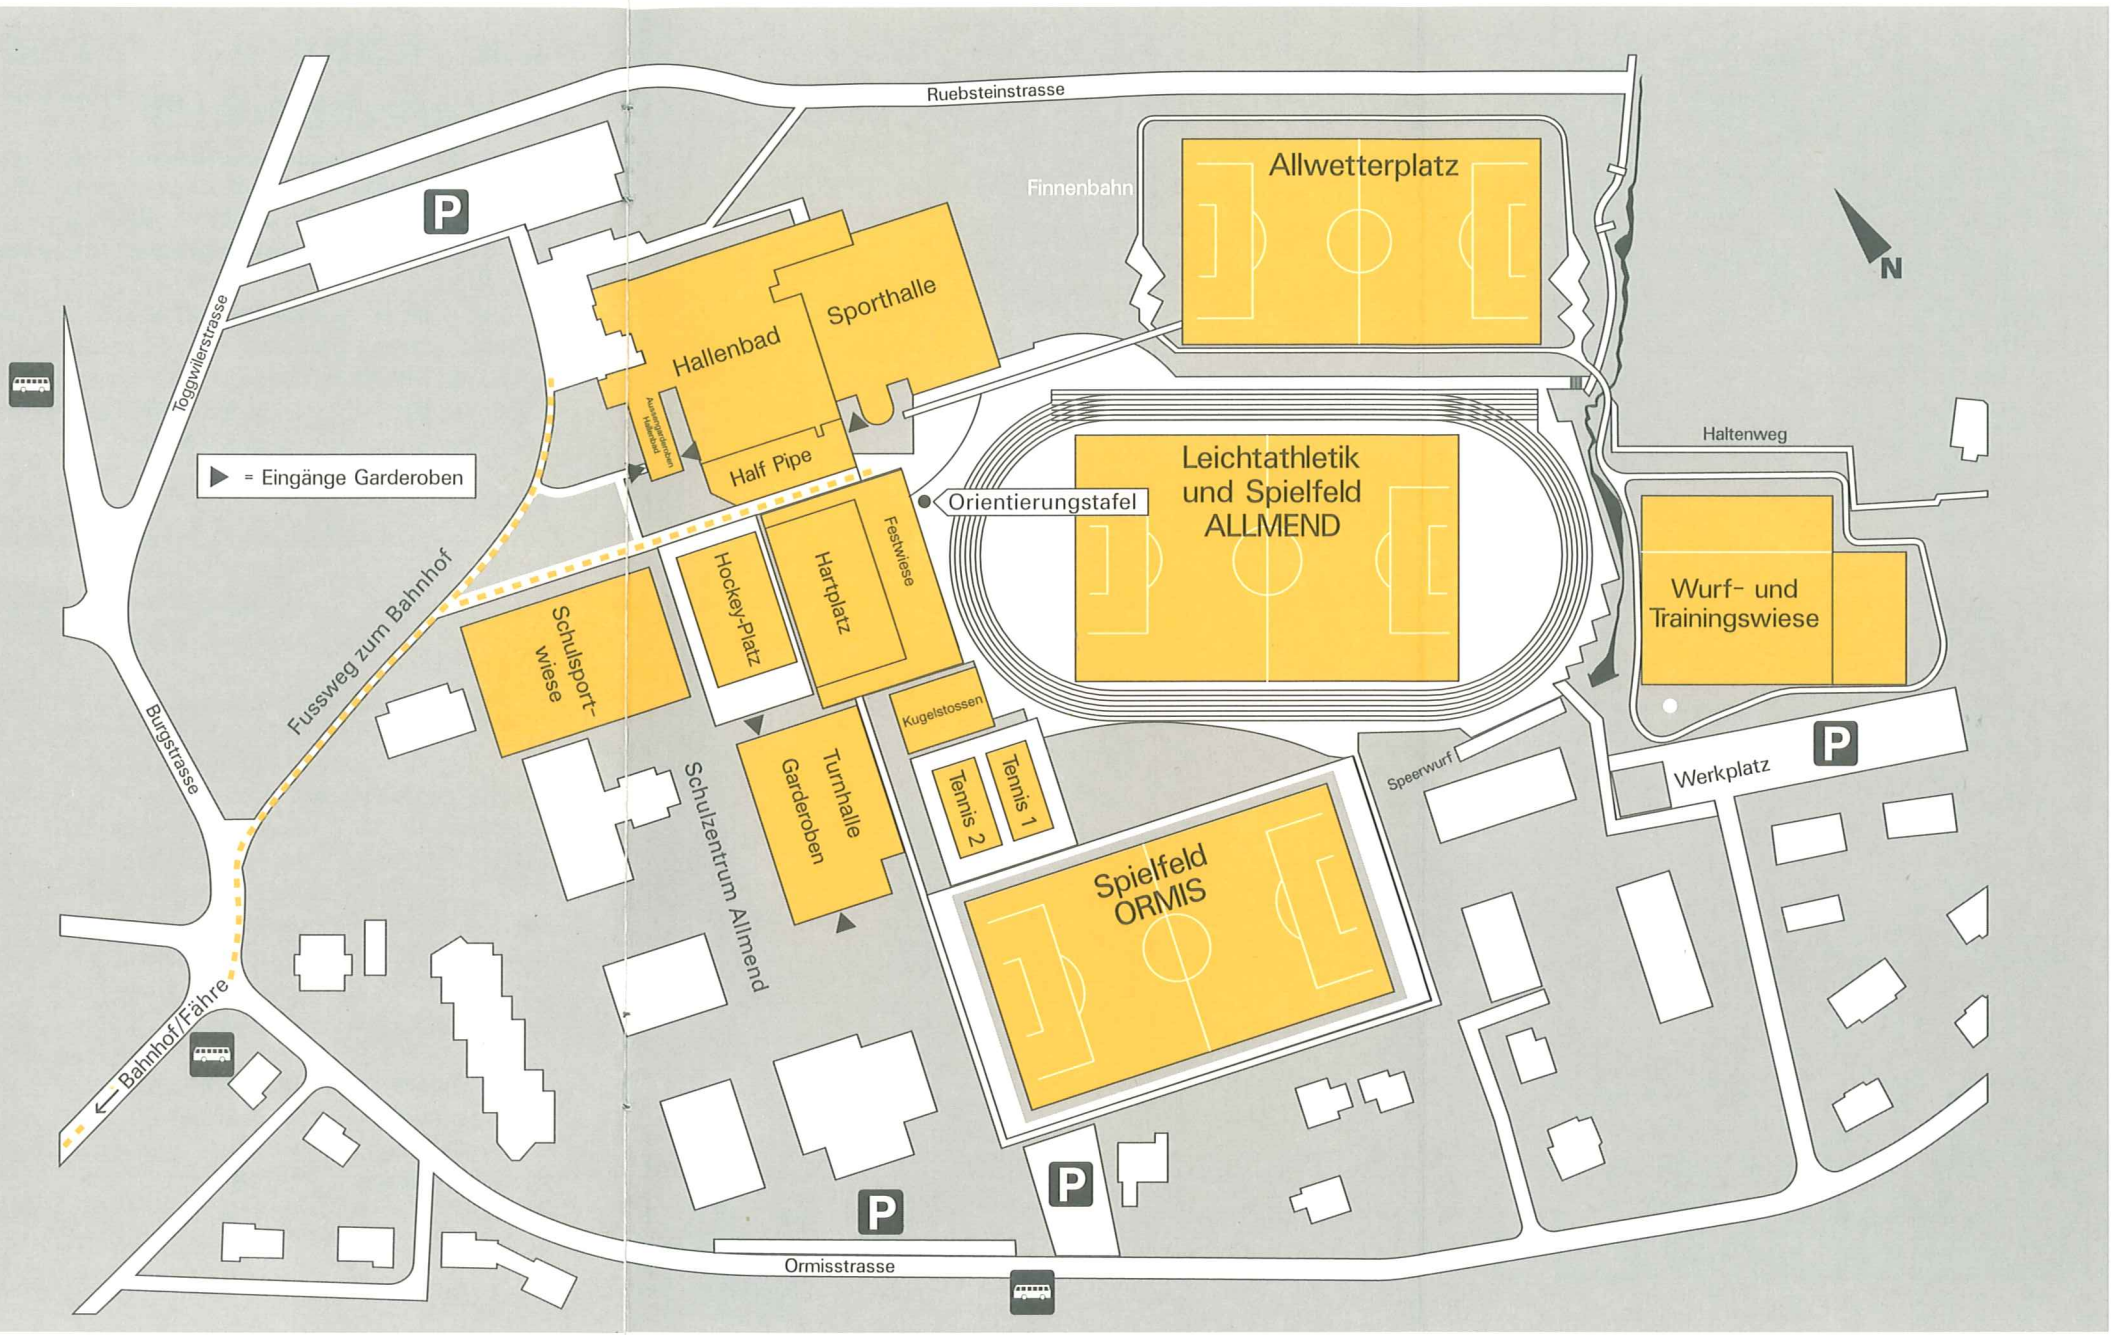 Ruebsteinstrasse
Allwetterplatz
Finnenbahn
P
N
Sporthalle
Hallenbad
Toggwilerstrasse
Aussengarderoben
Hallenbad
Half Pipe
Haltenweg
= Eingänge Garderoben
Leichtathletik
und Spielfeld
ALLMEND
Orientierungstafel
Festwiese
Hartplatz
Hockey-Platz
Wurf- und
Trainingswiese
Schulsport-
wiese
Fussweg zum Bahnhof
Burgstrasse
Kugelstossen
Turnhalle
Garderoben
Tennis 1
Tennis 2
Schulzentrum Allmend
Speerwurf
Werkplatz
P
Spielfeld
ORMIS
← Bahnhof/Fähre
P
P
Ormisstrasse